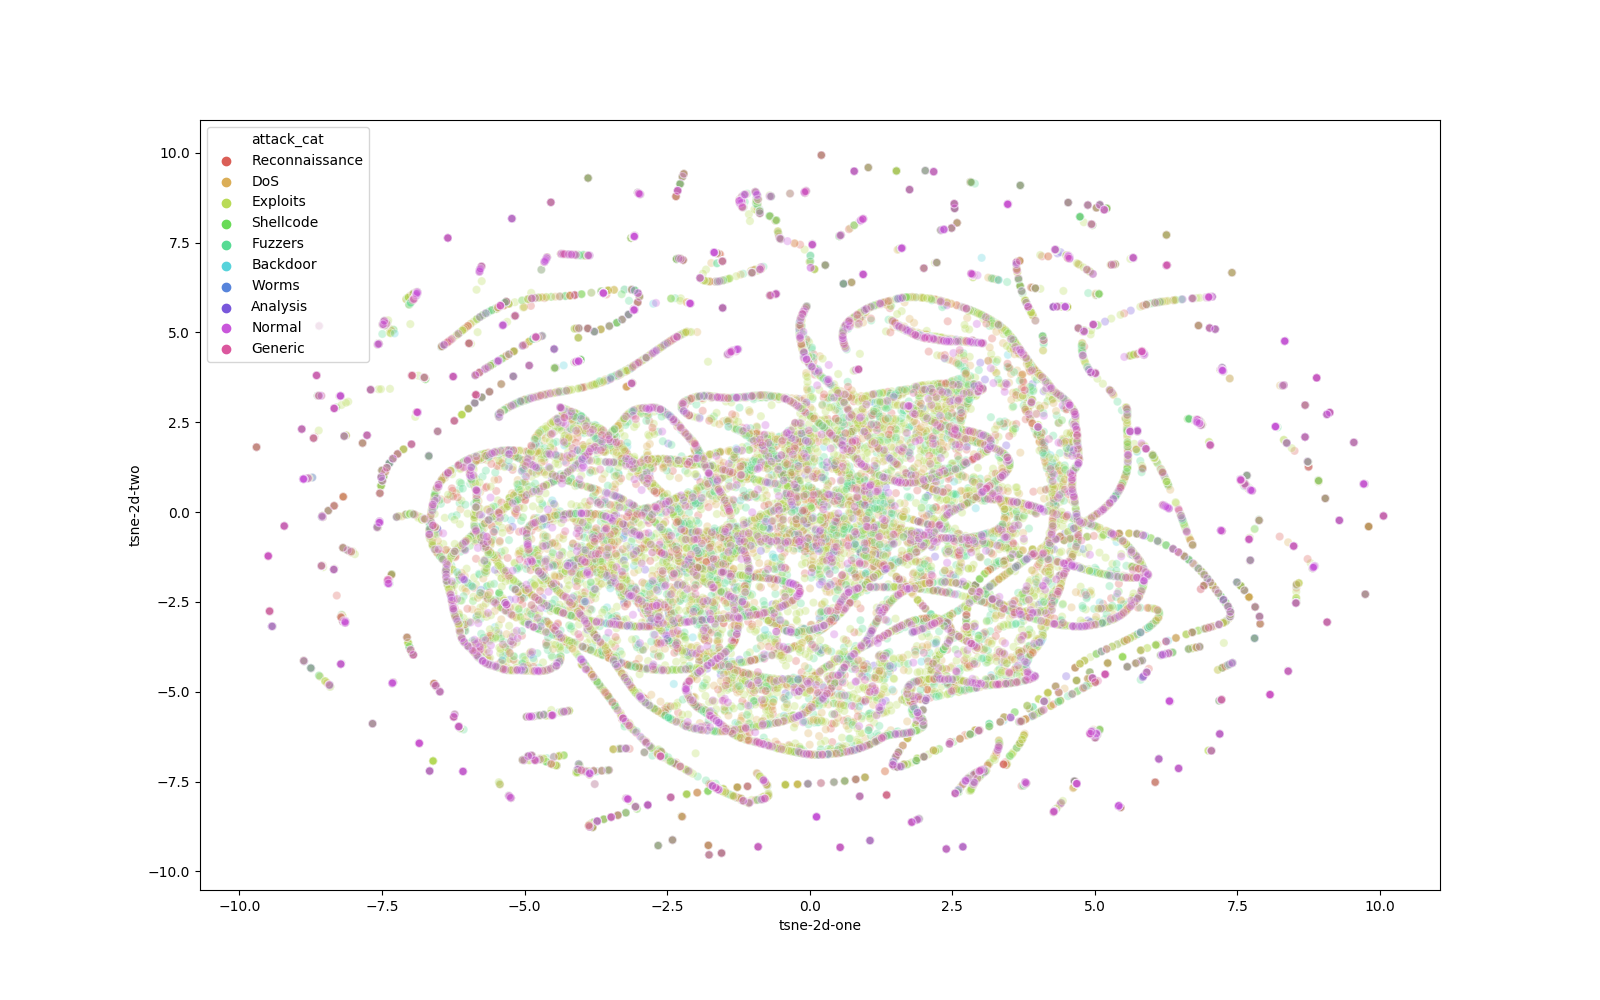 attack_cat
Reconnaissance
DoS
Exploits
Shellcode
Fuzzers
Backdoor
Worms
Analysis
Normal
Generic
10.0
7.5
5.0
2.5
0.0
−2.5
−5.0
−7.5
−10.0
tsne-2d-two
−10.0 −7.5 −5.0 −2.5 0.0 2.5 5.0 7.5 10.0
tsne-2d-one